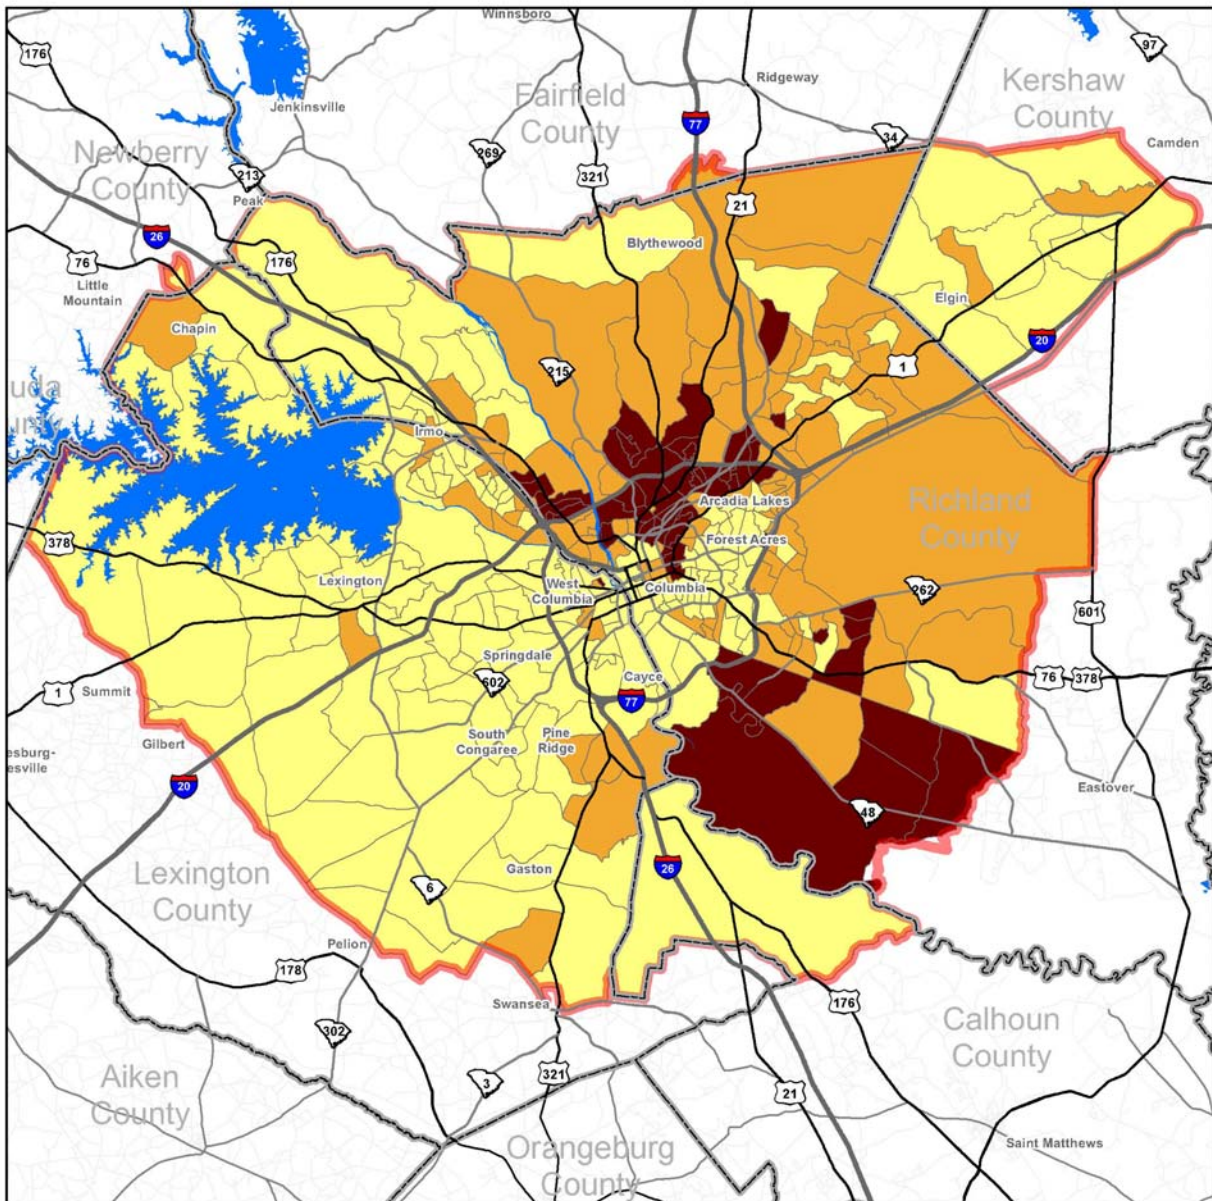 Winnsboro
176
97
Ridgeway
Kershaw
County
Fairfield
County
Jenkinsville
77
34
Camden
Newberry
County
269
213
321
Peak
21
26
Blythewood
76
176
Little
Mountain
Elgin
Chapin
20
1
215
uda
unty
Irmo
Arcadia Lakes
Richland
County
378
Forest Acres
Lexington
West
Columbia
Columbia
262
601
Springdale
602
Cayce
76
378
1
Summit
77
South
Congaree
Pine
Ridge
Gilbert
esburg-
esville
20
Eastover
48
Gaston
26
Lexington
County
6
Pelion
178
Swansea
176
302
Calhoun
County
Aiken
County
3
321
21
Orangeburg
County
Saint Matthews